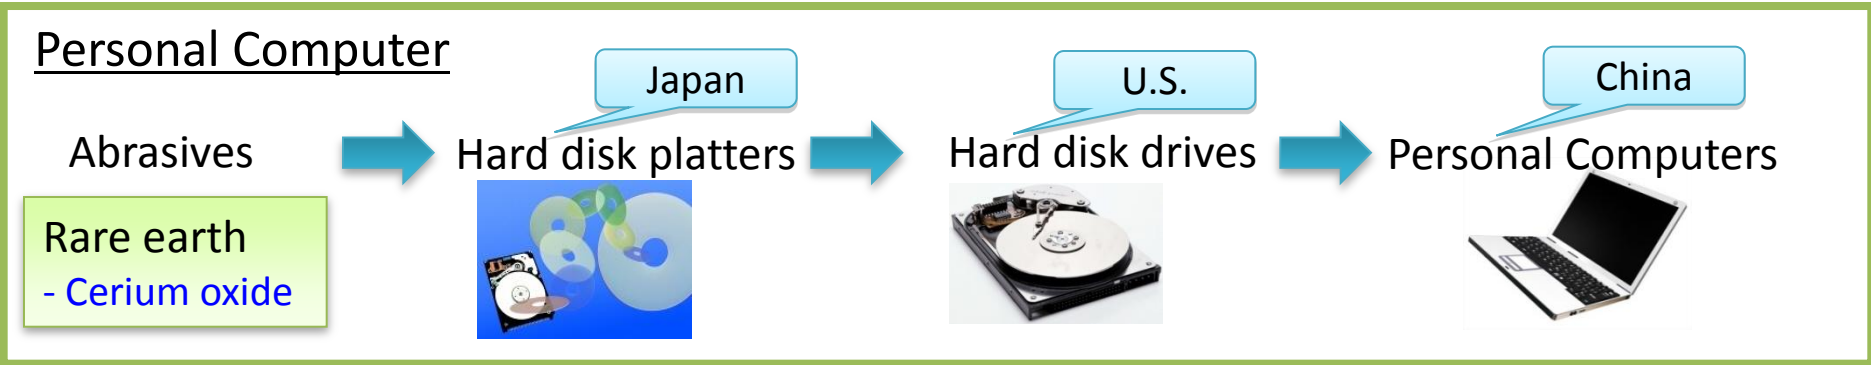 Personal Computer
Japan
U.S.
China
Abrasives
Hard disk platters
Hard disk drives
Personal Computers
Rare earth
- Cerium oxide